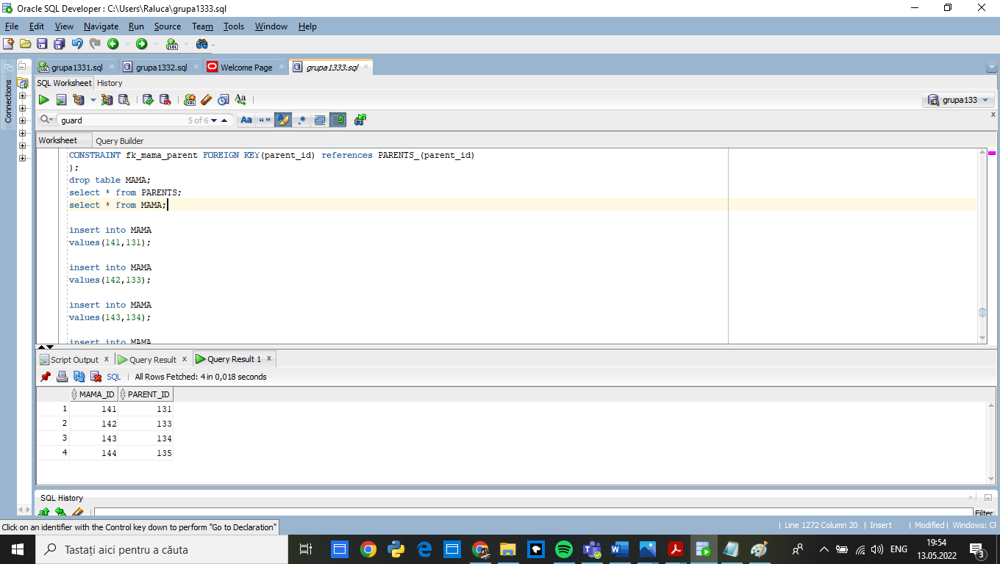 Oracle SQL Developer : C:\Users\Raluca\grupa1333.sql
File Edit View Navigate Run Source Team Tools Window Help
grupa1331.sql grupa1332.sql Welcome Page grupa1333.sql
Connections
SQL Worksheet History
grupa133
guard 5 of 6 Aa “ ” .*
Worksheet Query Builder
CONSTRAINT fk_mama_parent FOREIGN KEY(parent_id) references PARENTS_(parent_id)
);
drop table MAMA;
select * from PARENTS;
select * from MAMA;
insert into MAMA
values(141,131);
insert into MAMA
values(142,133);
insert into MAMA
values(143,134);
insert into MAMA
Script Output x Query Result x Query Result 1 x
SQL | All Rows Fetched: 4 in 0,018 seconds
MAMA_ID PARENT_ID
1 141 131
2 142 133
3 143 134
4 144 135
SQL History
Filter
Click on an identifier with the Control key down to perform "Go to Declaration"
| Line 1272 Column 20 | Insert | Modified | Windows: CF
Tastați aici pentru a căuta
ENG
19:54
13.05.2022
3